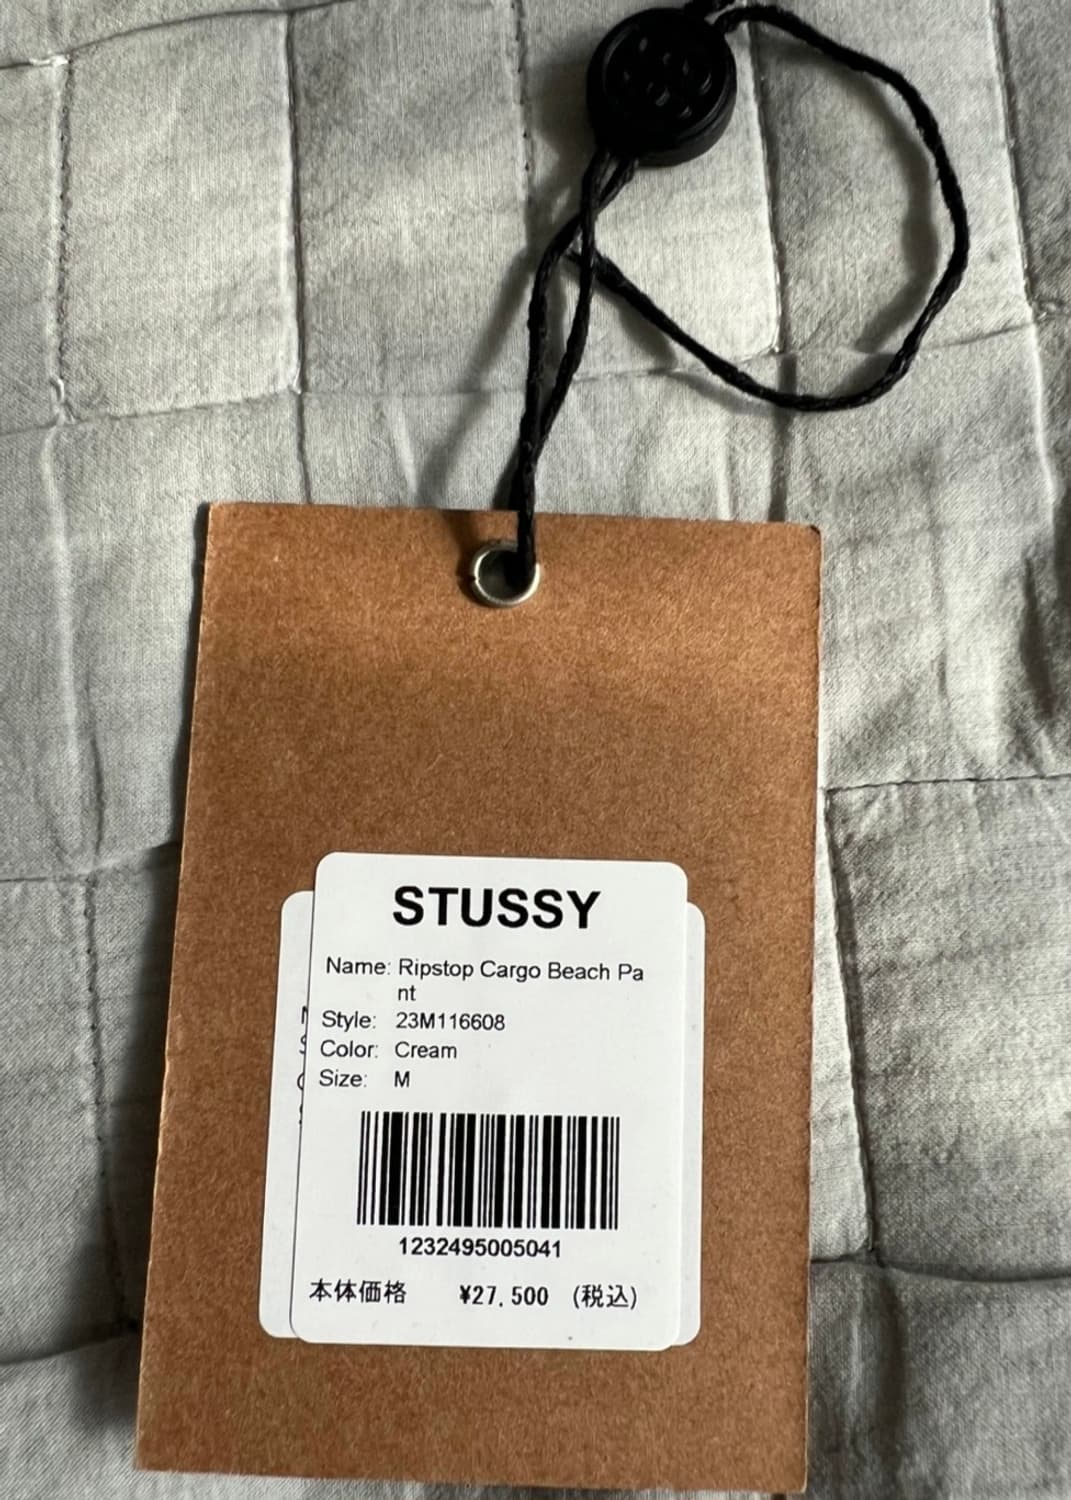 STUSSY
Name: Ripstop Cargo Beach Pa
nt
Style: 23M116608
Color: Cream
Size: M
1232495005041
本体価格 ¥27,500 (税込)